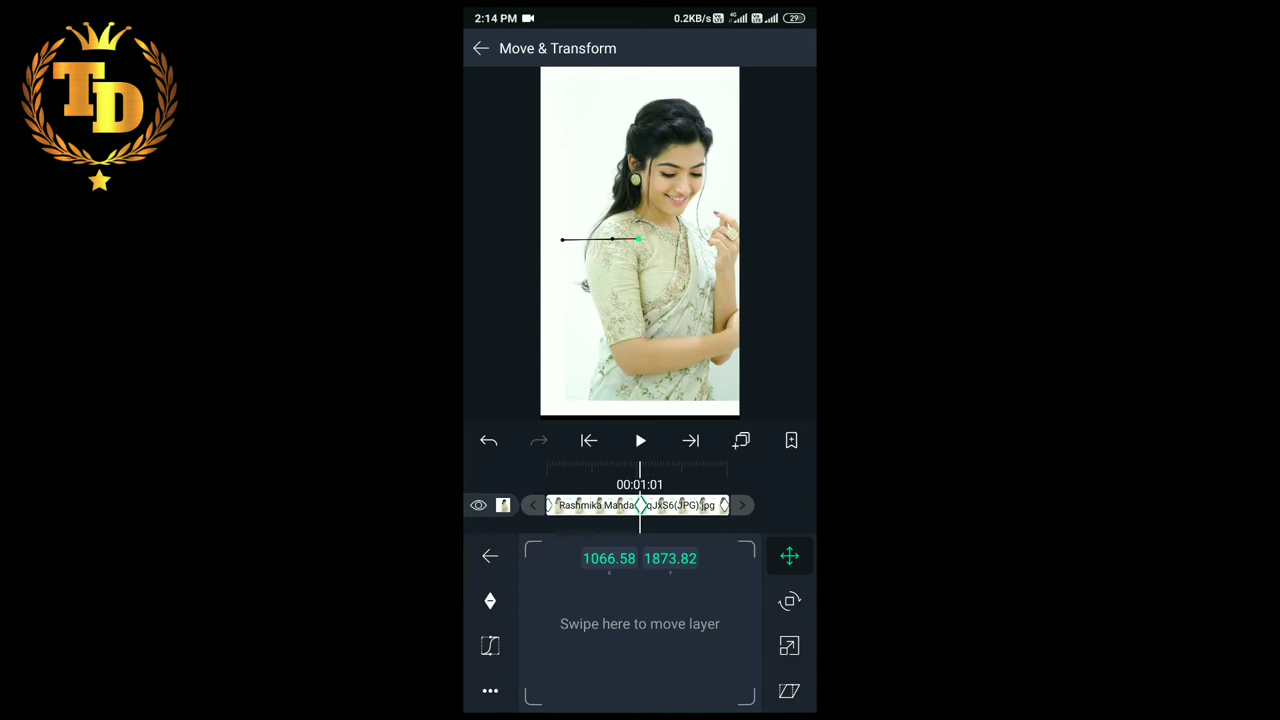 TD
2:14 PM
0.2KB/s
4G
29
Move & Transform
00:01:01
Rashmika Manda
qJxS6(JPG).jpg
1066.58 1873.82
X Y
Swipe here to move layer